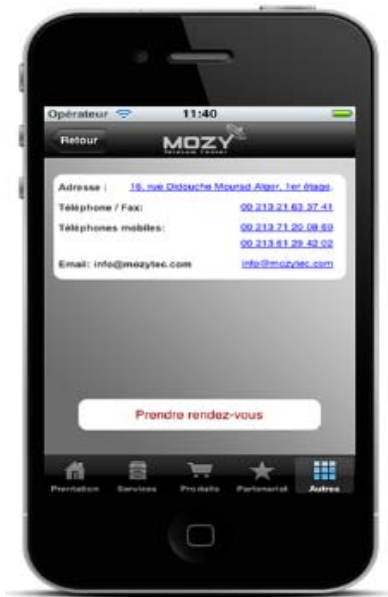 Opérateur 11:40
Retour MOZY
Adresse : 16, rue Didouche Mourad Alger, 1er étage.
Téléphone / Fax: 00 213 21 63 37 41
Téléphones mobiles: 00 213 71 20 08 69
00 213 61 29 42 02
Email: info@mozytec.com info@mozytec.com
Prendre rendez-vous
Prentation Services Produits Partenariat Autres